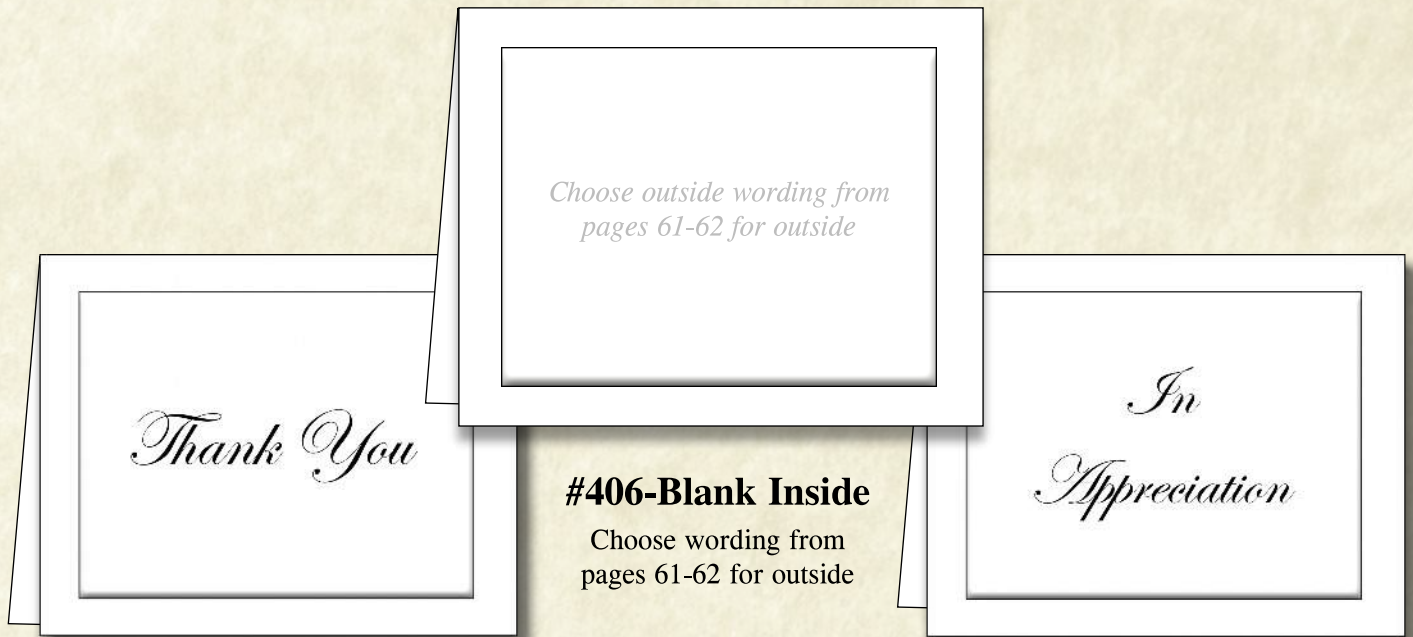 Choose outside wording from
pages 61-62 for outside
Thank You
In
Appreciation
#406-Blank Inside
Choose wording from
pages 61-62 for outside